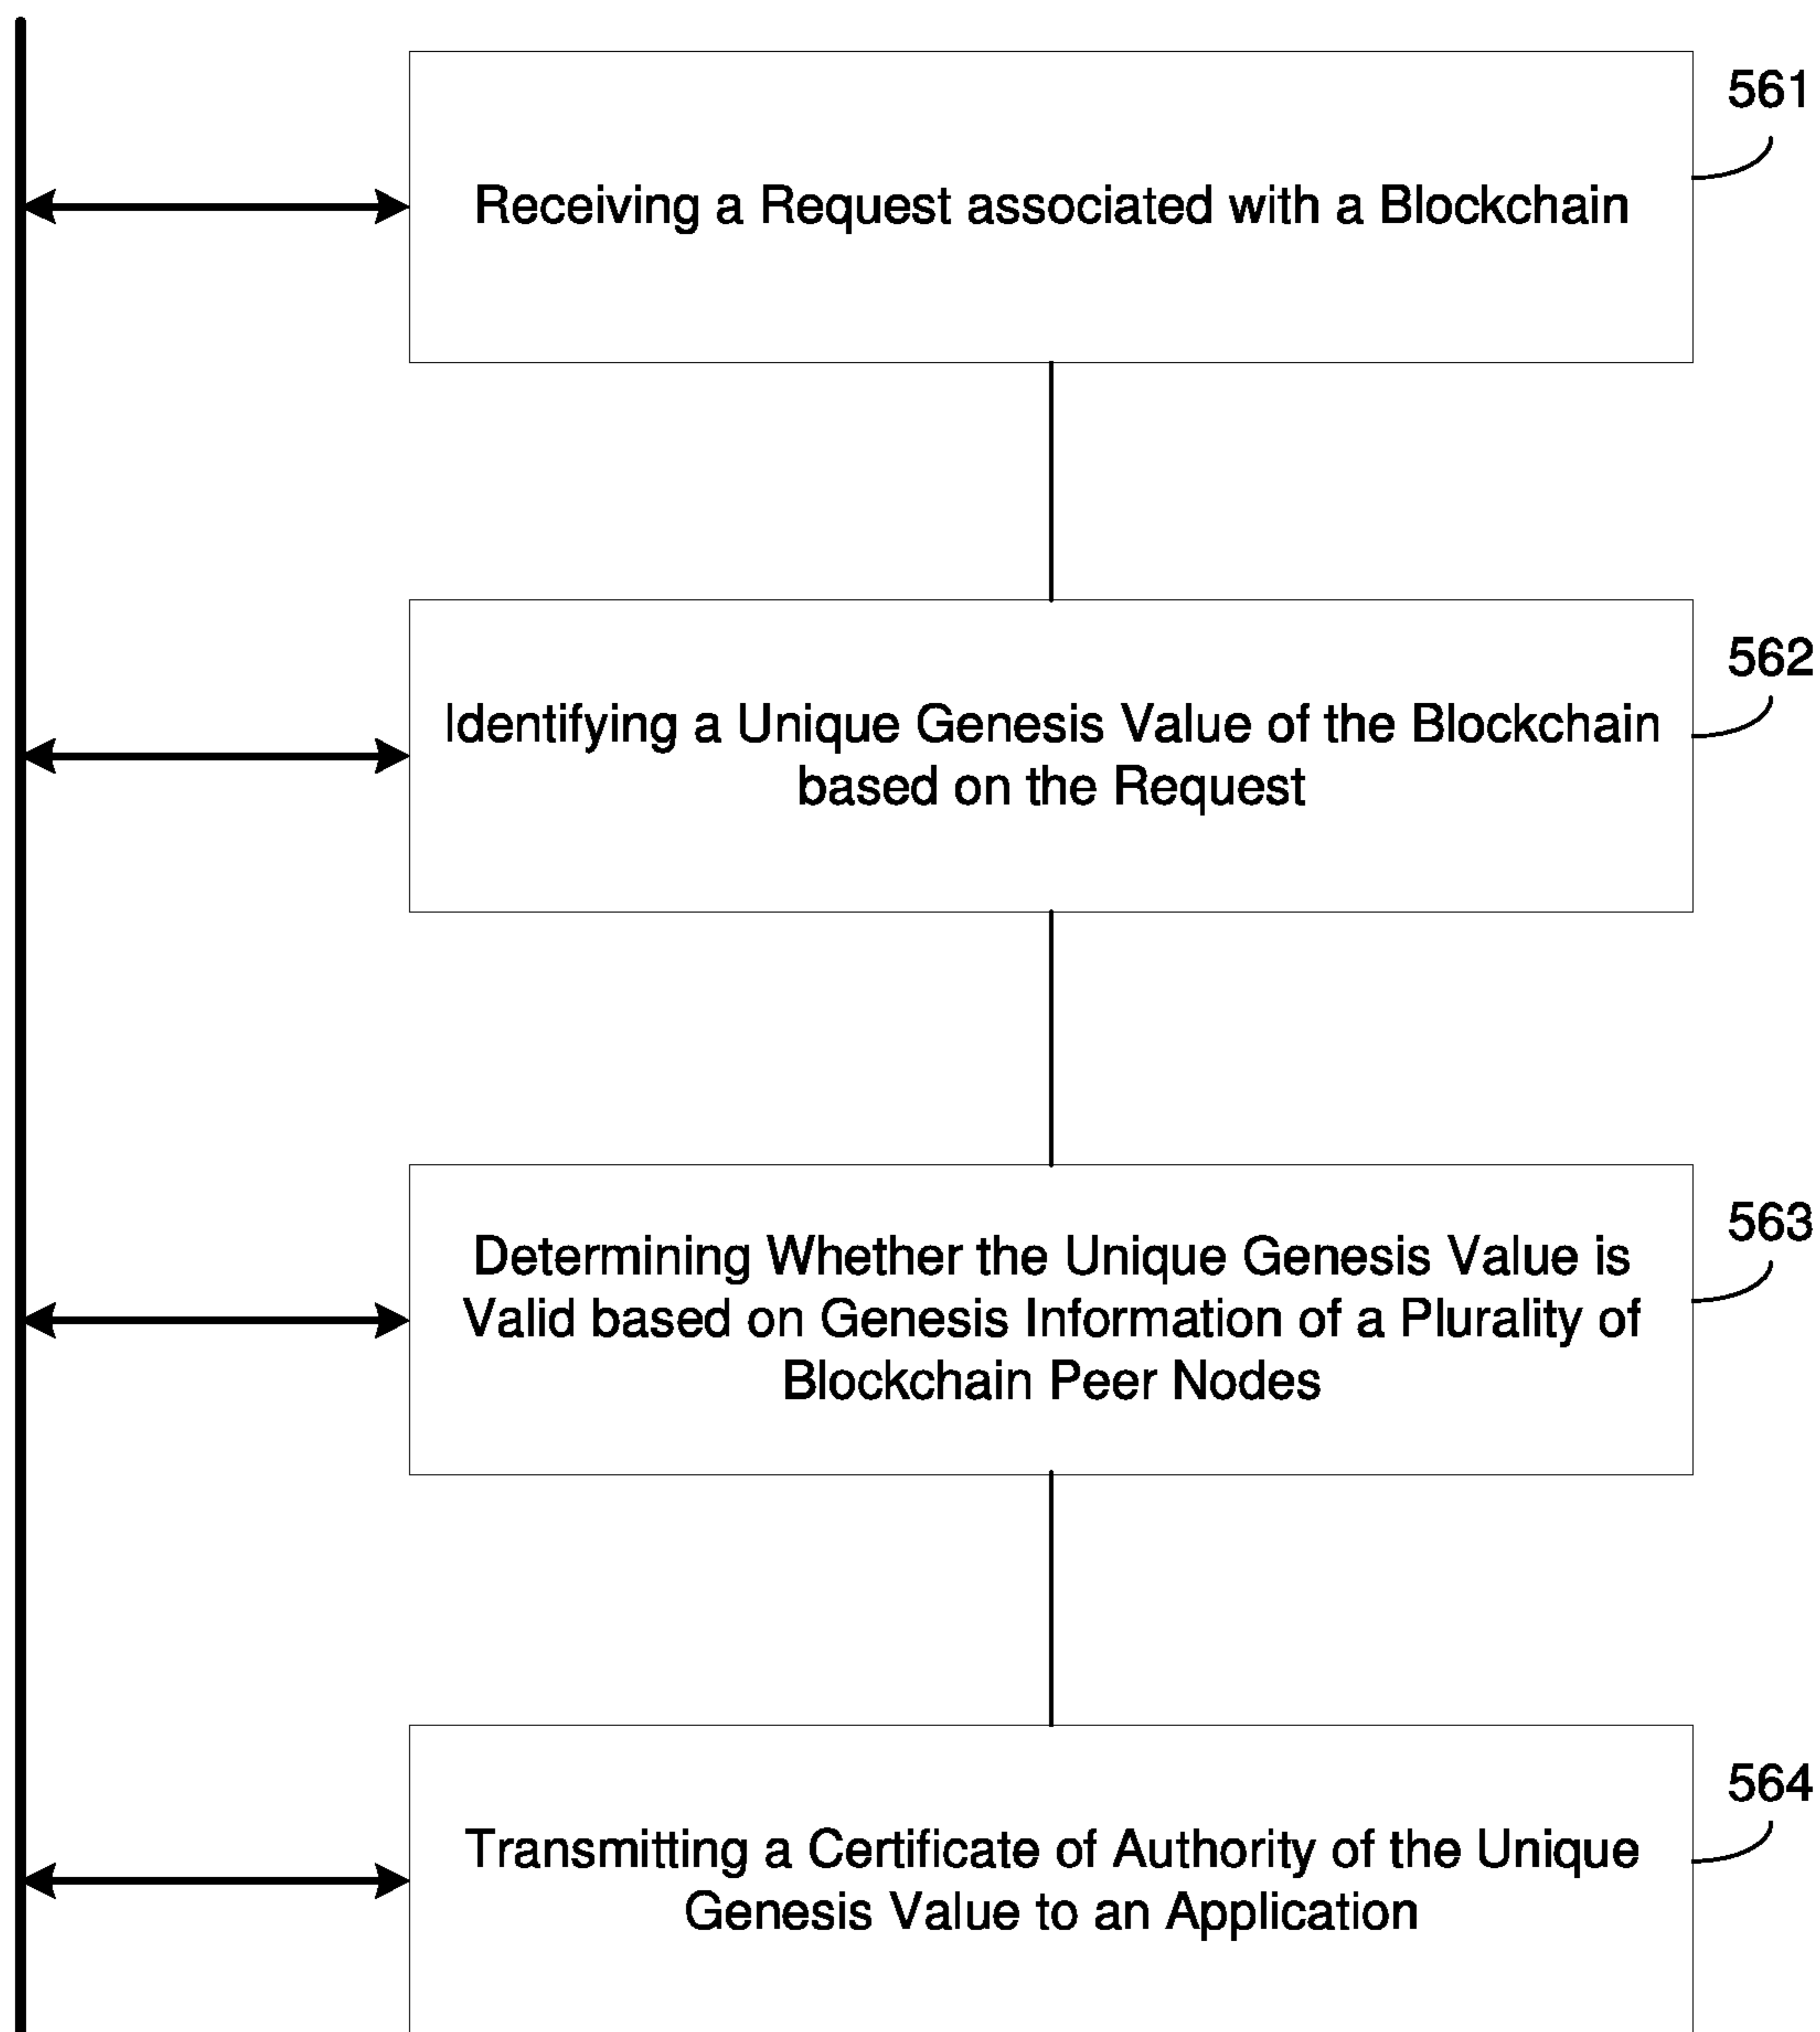 561
Receiving a Request associated with a Blockchain
562
Identifying a Unique Genesis Value of the Blockchain
based on the Request
563
Determining Whether the Unique Genesis Value is
Valid based on Genesis Information of a Plurality of
Blockchain Peer Nodes
564
Transmitting a Certificate of Authority of the Unique
Genesis Value to an Application